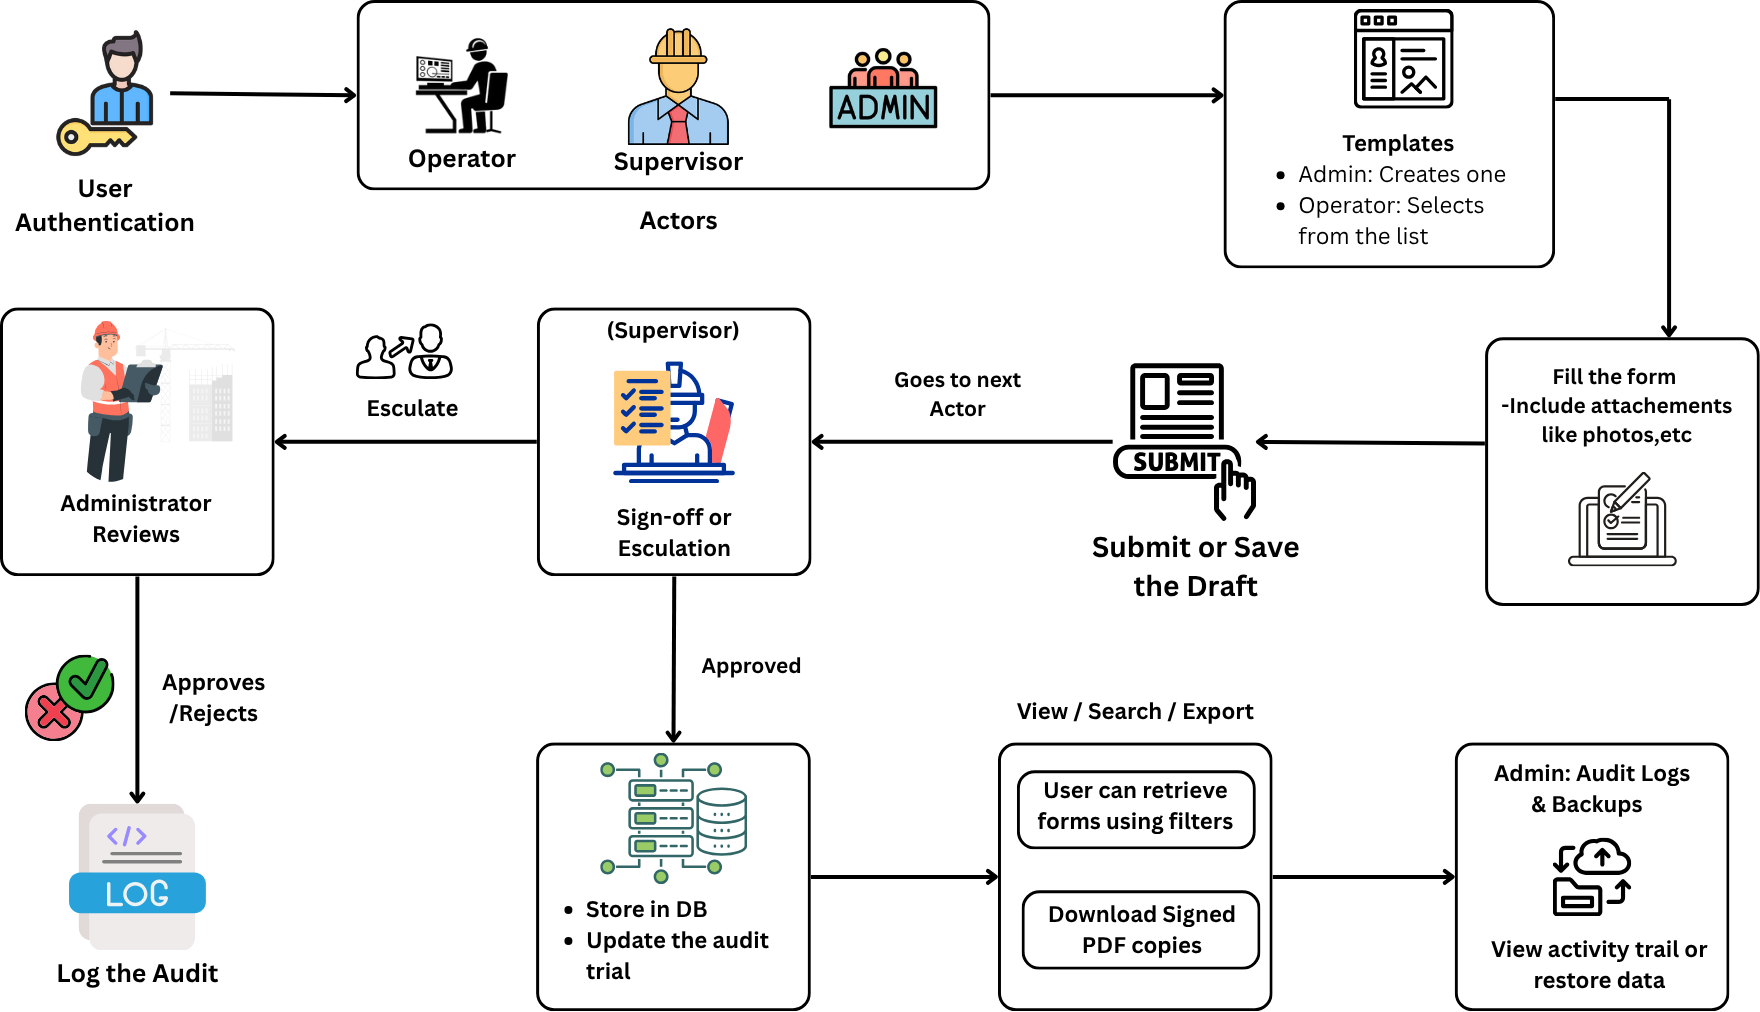 User
Authentication
Operator
Supervisor
ADMIN
Actors
Templates
• Admin: Creates one
• Operator: Selects
from the list
Fill the form
-Include attachements
like photos,etc
SUBMIT
Submit or Save
the Draft
Goes to next
Actor
(Supervisor)
Sign-off or
Esculation
Esculate
Administrator
Reviews
Approves
/Rejects
LOG
Log the Audit
Approved
• Store in DB
• Update the audit
trial
View / Search / Export
User can retrieve
forms using filters
Download Signed
PDF copies
Admin: Audit Logs
& Backups
View activity trail or
restore data